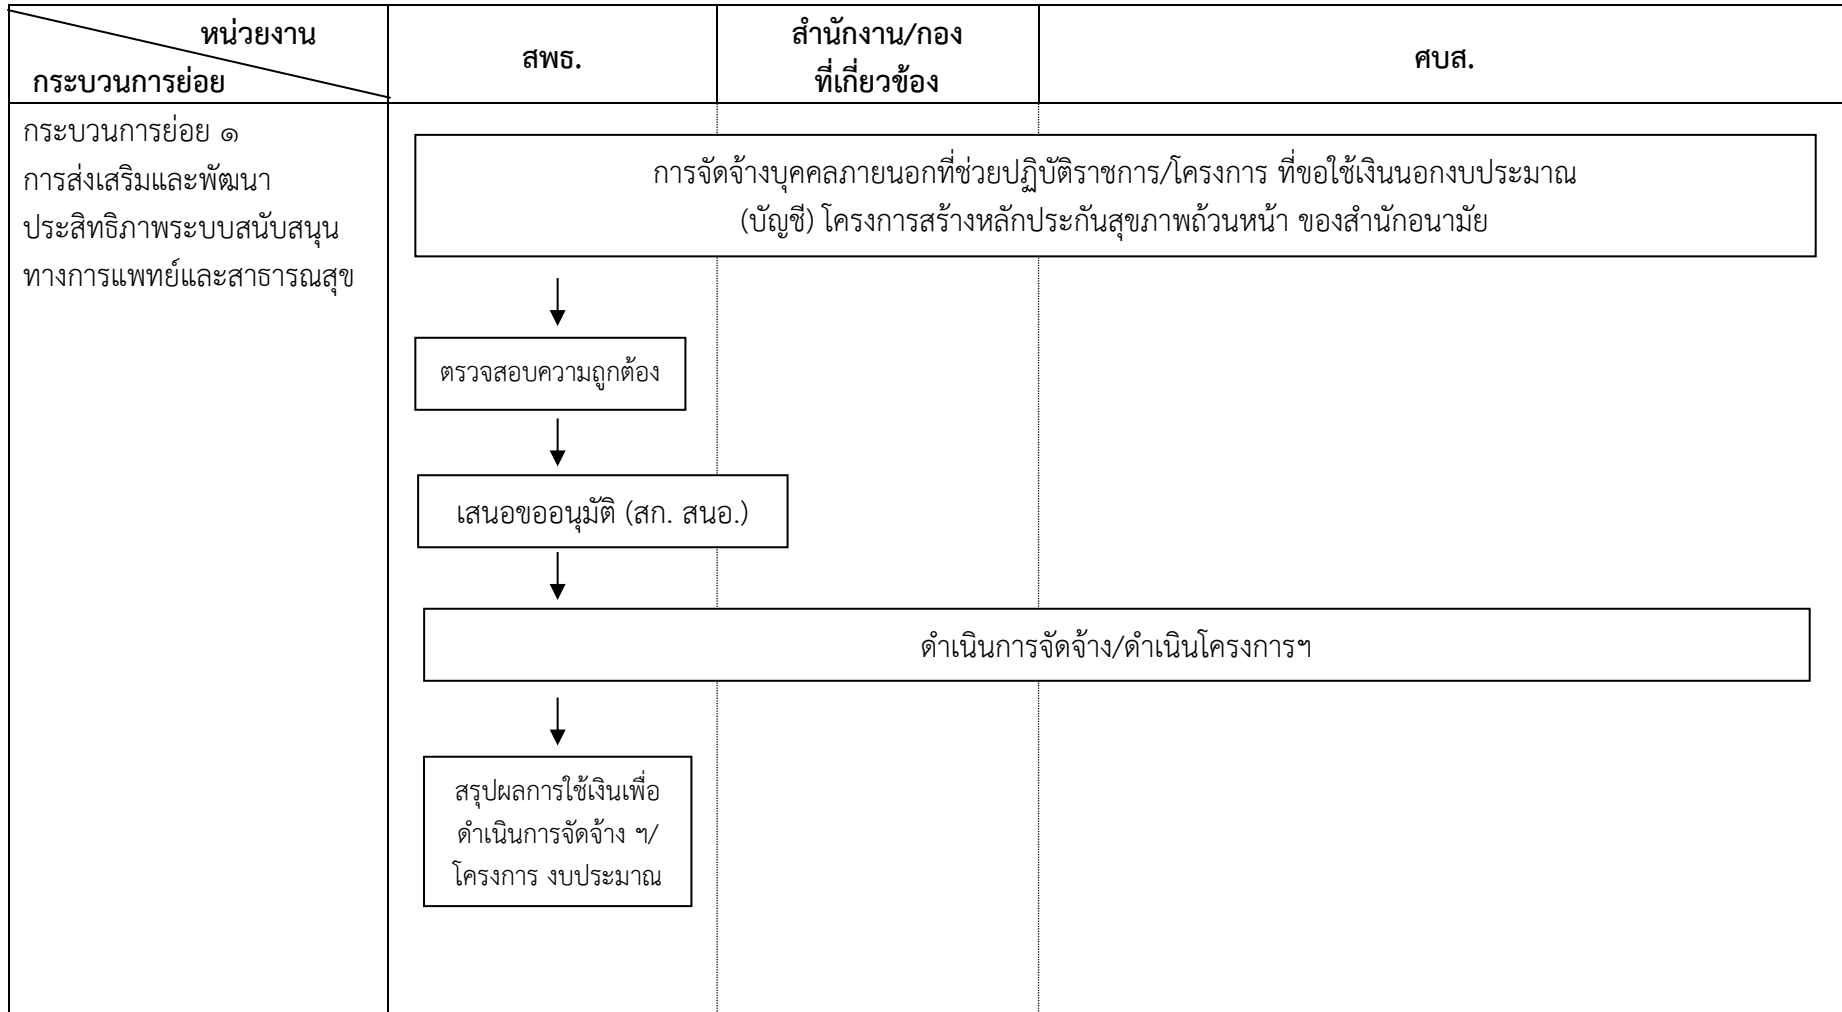 หน่วยงาน
กระบวนการย่อย
สพธ.
สำนักงาน/กอง
ที่เกี่ยวข้อง
ศบส.
กระบวนการย่อย ๑
การส่งเสริมและพัฒนา
ประสิทธิภาพระบบสนับสนุน
ทางการแพทย์และสาธารณสุข
การจัดจ้างบุคคลภายนอกที่ช่วยปฏิบัติราชการ/โครงการ ที่ขอใช้เงินนอกงบประมาณ
(บัญชี) โครงการสร้างหลักประกันสุขภาพถ้วนหน้า ของสำนักอนามัย
ตรวจสอบความถูกต้อง
เสนอขออนุมัติ (สก. สนอ.)
ดำเนินการจัดจ้าง/ดำเนินโครงการฯ
สรุปผลการใช้เงินเพื่อ
ดำเนินการจัดจ้าง ฯ/
โครงการ งบประมาณ